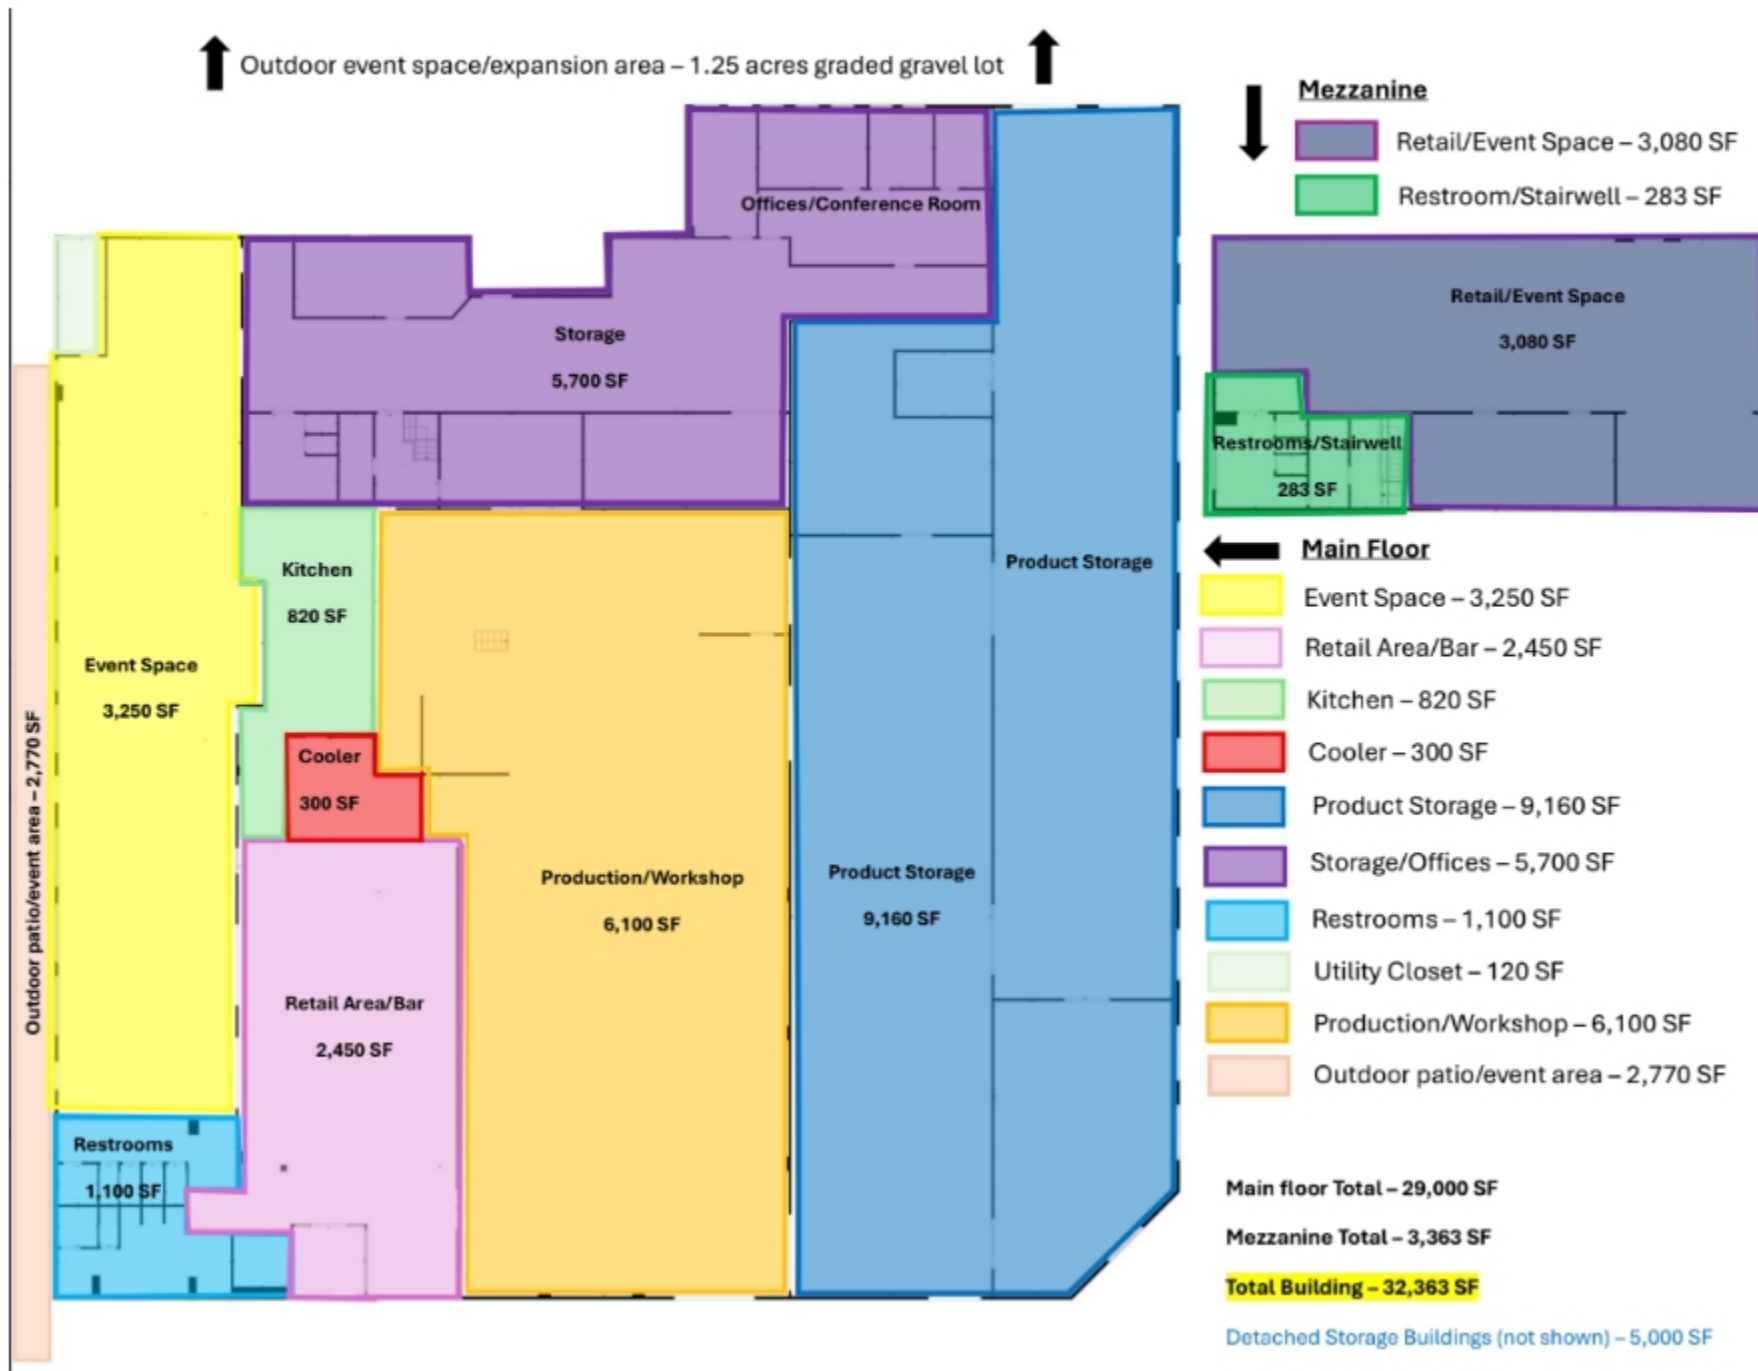 Outdoor event space/expansion area – 1.25 acres graded gravel lot
Mezzanine
Retail/Event Space – 3,080 SF
Restroom/Stairwell – 283 SF
Offices/Conference Room
Storage
5,700 SF
Retail/Event Space
3,080 SF
Restrooms/Stairwell
283 SF
Kitchen
820 SF
Product Storage
Event Space
3,250 SF
Cooler
300 SF
Outdoor patio/event area – 2,770 SF
Production/Workshop
6,100 SF
Product Storage
9,160 SF
Retail Area/Bar
2,450 SF
Restrooms
1,100 SF
Main Floor
Event Space – 3,250 SF
Retail Area/Bar – 2,450 SF
Kitchen – 820 SF
Cooler – 300 SF
Product Storage – 9,160 SF
Storage/Offices – 5,700 SF
Restrooms – 1,100 SF
Utility Closet – 120 SF
Production/Workshop – 6,100 SF
Outdoor patio/event area – 2,770 SF
Main floor Total – 29,000 SF
Mezzanine Total – 3,363 SF
Total Building – 32,363 SF
Detached Storage Buildings (not shown) – 5,000 SF